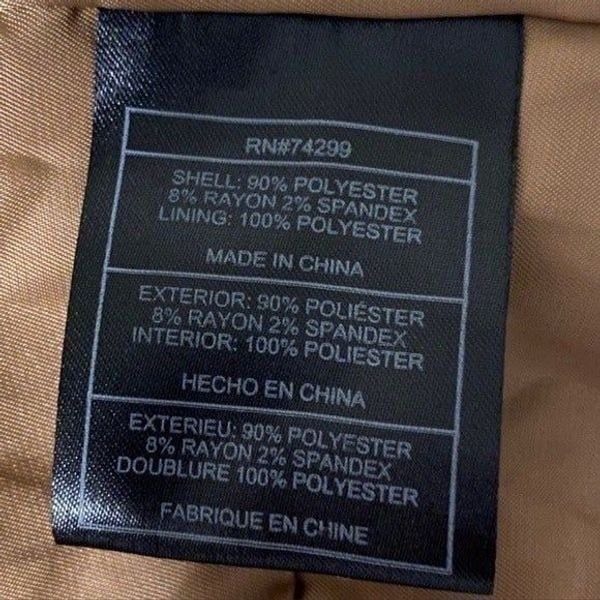 RN#74299
SHELL: 90% POLYESTER
8% RAYON 2% SPANDEX
LINING: 100% POLYESTER
MADE IN CHINA
EXTERIOR: 90% POLIÉSTER
8% RAYON 2% SPANDEX
INTERIOR: 100% POLIESTER
HECHO EN CHINA
EXTERIEU: 90% POLYESTER
8% RAYON 2% SPANDEX
DOUBLURE 100% POLYESTER
FABRIQUE EN CHINE